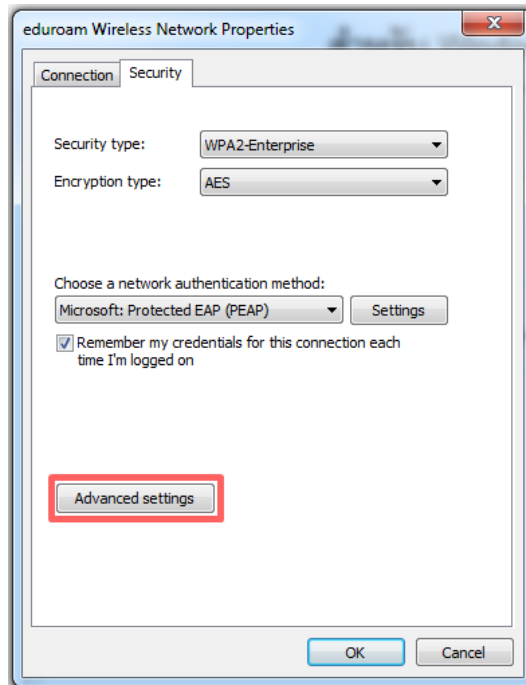 eduroam Wireless Network Properties
Connection Security
Security type: WPA2-Enterprise
Encryption type: AES
Choose a network authentication method:
Microsoft: Protected EAP (PEAP) Settings
Remember my credentials for this connection each
time I'm logged on
Advanced settings
OK Cancel